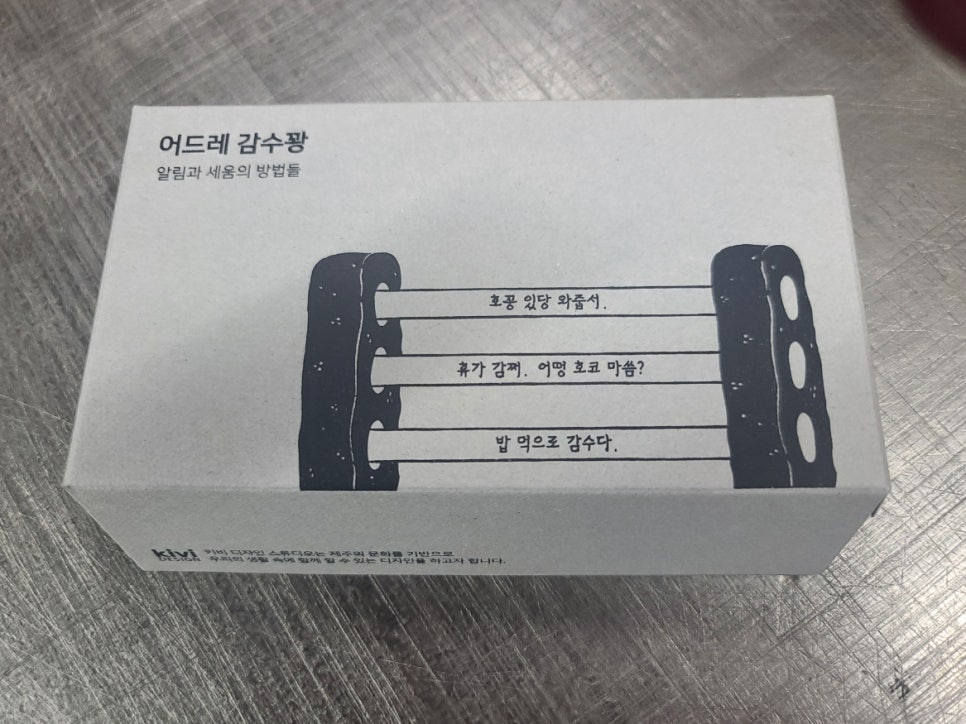 어드레 감수꽝
알림과 세움의 방법들
호꼼 있당 와줍서.
휴가 감쩌. 어떵 호코 마씀?
밥 먹으로 감수다.
kivi
DESIGN
키비 디자인 스튜디오는 제주의 문화를 기반으로
우리의 생활 속에 함께 할 수 있는 디자인을 하고자 합니다.